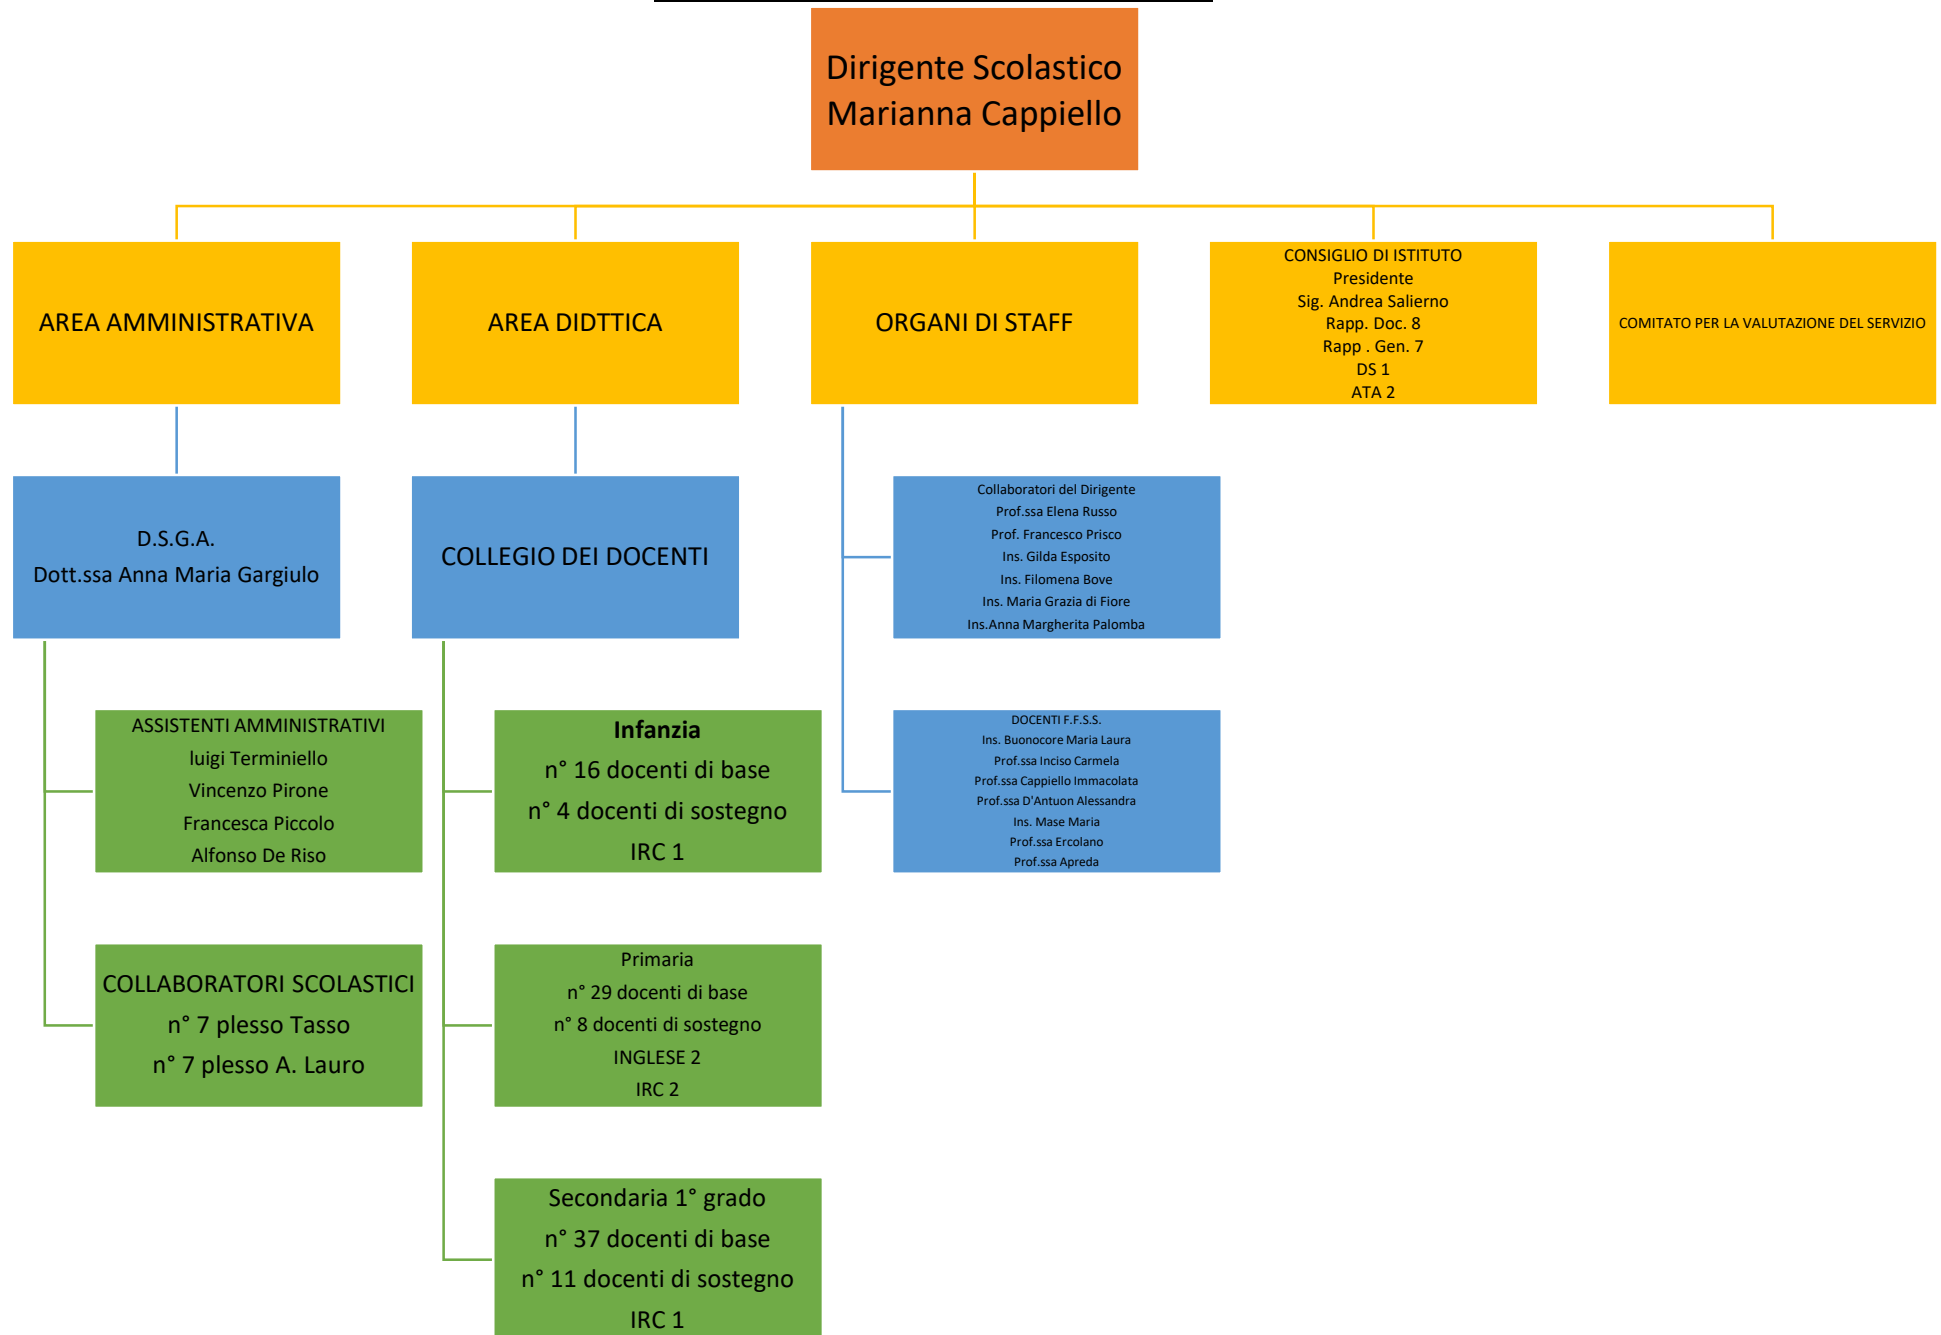 Dirigente Scolastico
Marianna Cappiello
AREA AMMINISTRATIVA
AREA DIDTTICA
ORGANI DI STAFF
CONSIGLIO DI ISTITUTO
Presidente
Sig. Andrea Salierno
Rapp. Doc. 8
Rapp . Gen. 7
DS 1
ATA 2
COMITATO PER LA VALUTAZIONE DEL SERVIZIO
D.S.G.A.
Dott.ssa Anna Maria Gargiulo
COLLEGIO DEI DOCENTI
Collaboratori del Dirigente
Prof.ssa Elena Russo
Prof. Francesco Prisco
Ins. Gilda Esposito
Ins. Filomena Bove
Ins. Maria Grazia di Fiore
Ins.Anna Margherita Palomba
ASSISTENTI AMMINISTRATIVI
luigi Terminiello
Vincenzo Pirone
Francesca Piccolo
Alfonso De Riso
Infanzia
n° 16 docenti di base
n° 4 docenti di sostegno
IRC 1
DOCENTI F.F.S.S.
Ins. Buonocore Maria Laura
Prof.ssa Inciso Carmela
Prof.ssa Cappiello Immacolata
Prof.ssa D'Antuon Alessandra
Ins. Mase Maria
Prof.ssa Ercolano
Prof.ssa Apreda
COLLABORATORI SCOLASTICI
n° 7 plesso Tasso
n° 7 plesso A. Lauro
Primaria
n° 29 docenti di base
n° 8 docenti di sostegno
INGLESE 2
IRC 2
Secondaria 1° grado
n° 37 docenti di base
n° 11 docenti di sostegno
IRC 1